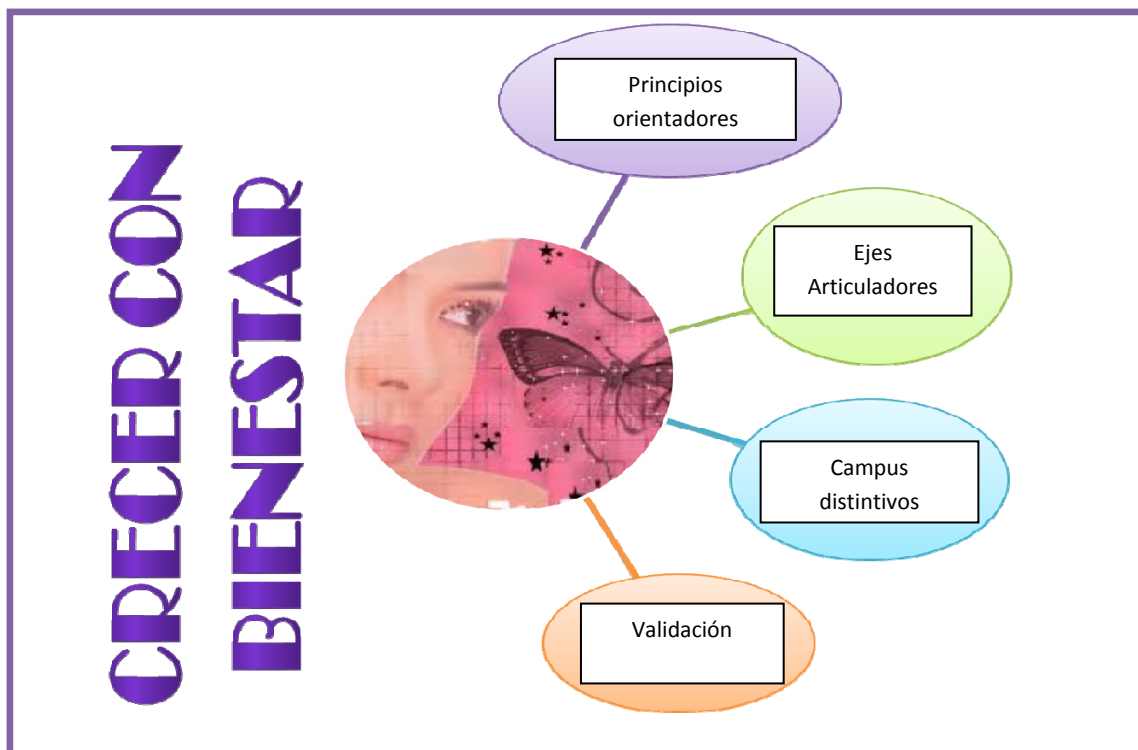 CRECER CON
BIENESTAR
Principios
orientadores
Ejes
Articuladores
Campus
distintivos
Validación